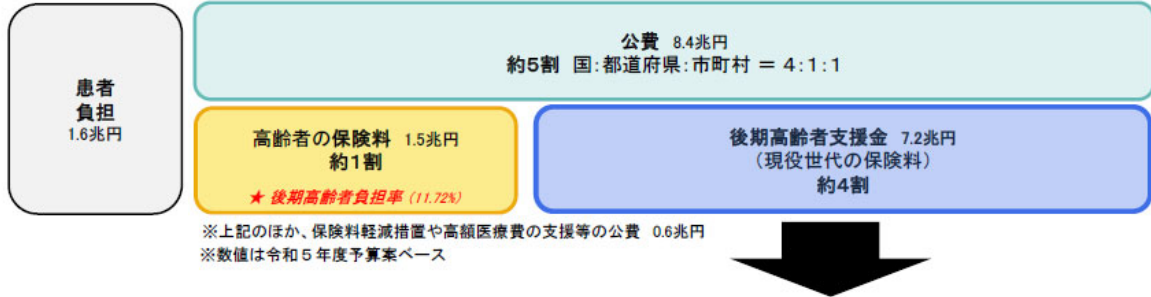 患者
負担
1.6兆円
公費 8.4兆円
約5割 国:都道府県:市町村 = 4:1:1
高齢者の保険料 1.5兆円
約1割
★ 後期高齢者負担率 (11.72%)
後期高齢者支援金 7.2兆円
(現役世代の保険料)
約4割
※上記のほか、保険料軽減措置や高額医療費の支援等の公費 0.6兆円
※数値は令和5年度予算案ベース